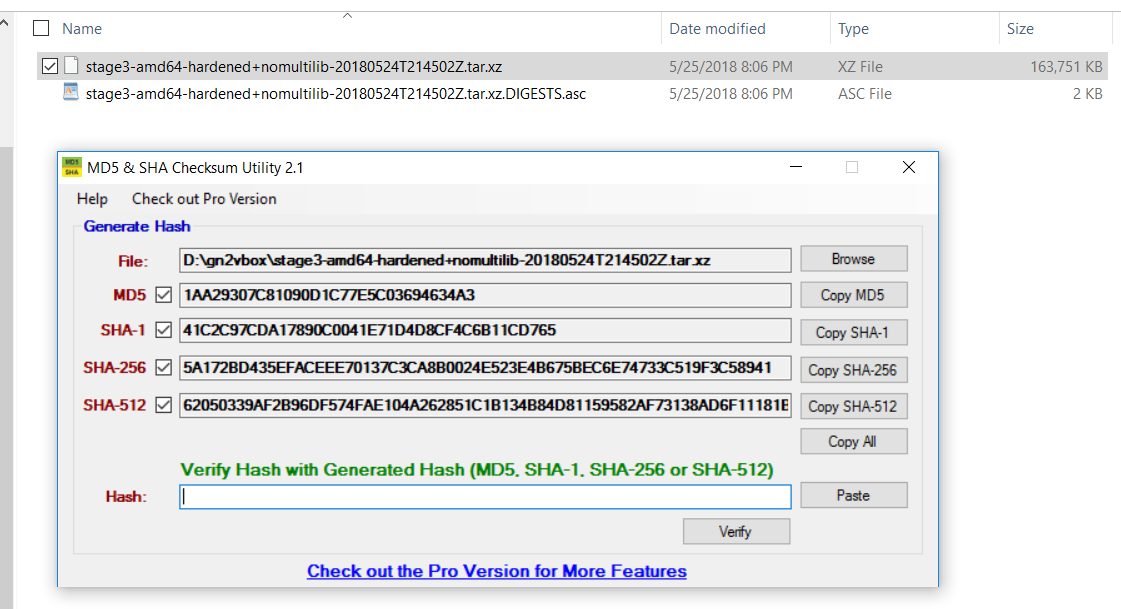 Name Date modified Type Size
stage3-amd64-hardened+nomultilib-20180524T214502Z.tar.xz 5/25/2018 8:06 PM XZ File 163,751 KB
stage3-amd64-hardened+nomultilib-20180524T214502Z.tar.xz.DIGESTS.asc 5/25/2018 8:06 PM ASC File 2 KB
MD5 SHA MD5 & SHA Checksum Utility 2.1
Help Check out Pro Version
Generate Hash
File: D:\gn2vbox\stage3-amd64-hardened+nomultilib-20180524T214502Z.tar.xz Browse
MD5 1AA29307C81090D1C77E5C03694634A3 Copy MD5
SHA-1 41C2C97CDA17890C0041E71D4D8CF4C6B11CD765 Copy SHA-1
SHA-256 5A172BD435EFACEEE70137C3CA8B0024E523E4B675BEC6E74733C519F3C58941 Copy SHA-256
SHA-512 62050339AF2B96DF574FAE104A262851C1B134B84D81159582AF73138AD6F11181E Copy SHA-512
Copy All
Verify Hash with Generated Hash (MD5, SHA-1, SHA-256 or SHA-512)
Hash: Paste
Verify
Check out the Pro Version for More Features